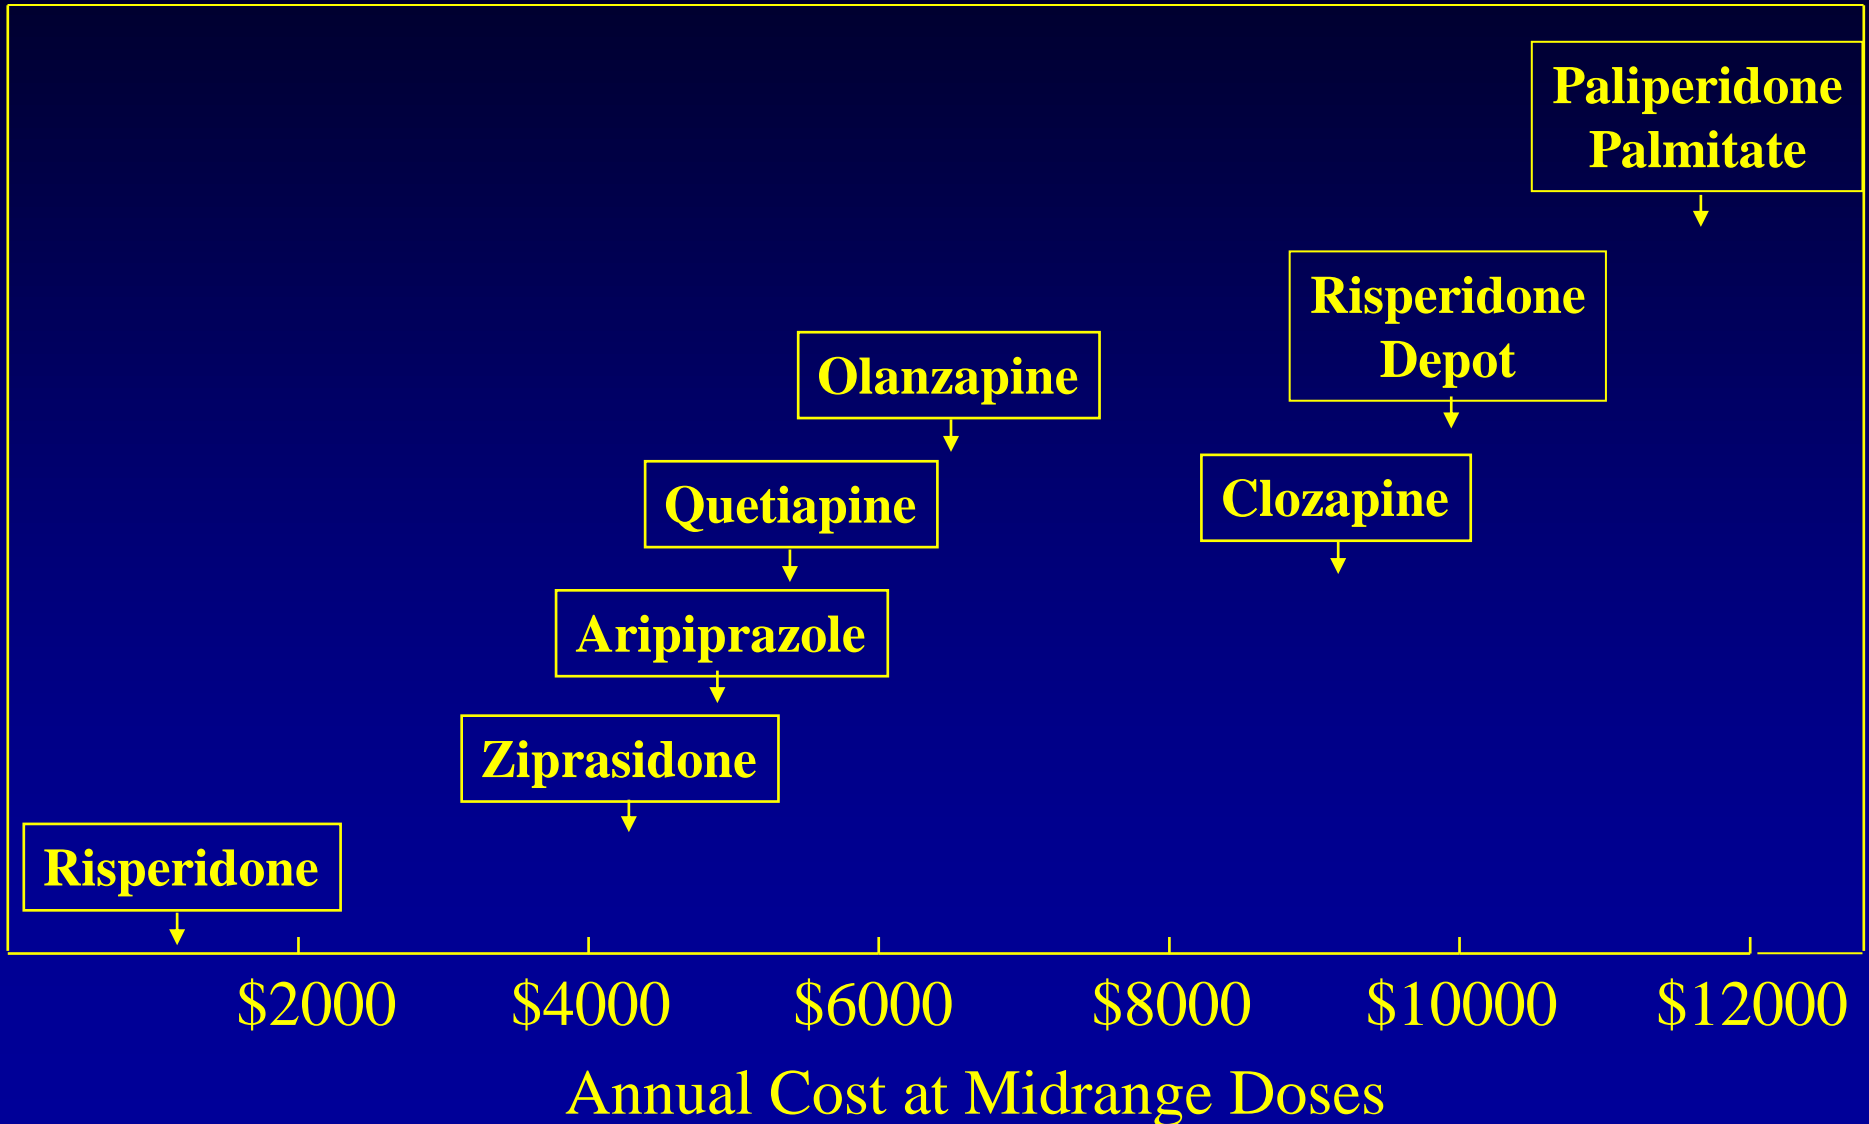 Paliperidone
Palmitate
Risperidone
Depot
Olanzapine
Clozapine
Quetiapine
Aripiprazole
Ziprasidone
Risperidone
$2000 $4000 $6000 $8000 $10000 $12000
Annual Cost at Midrange Doses